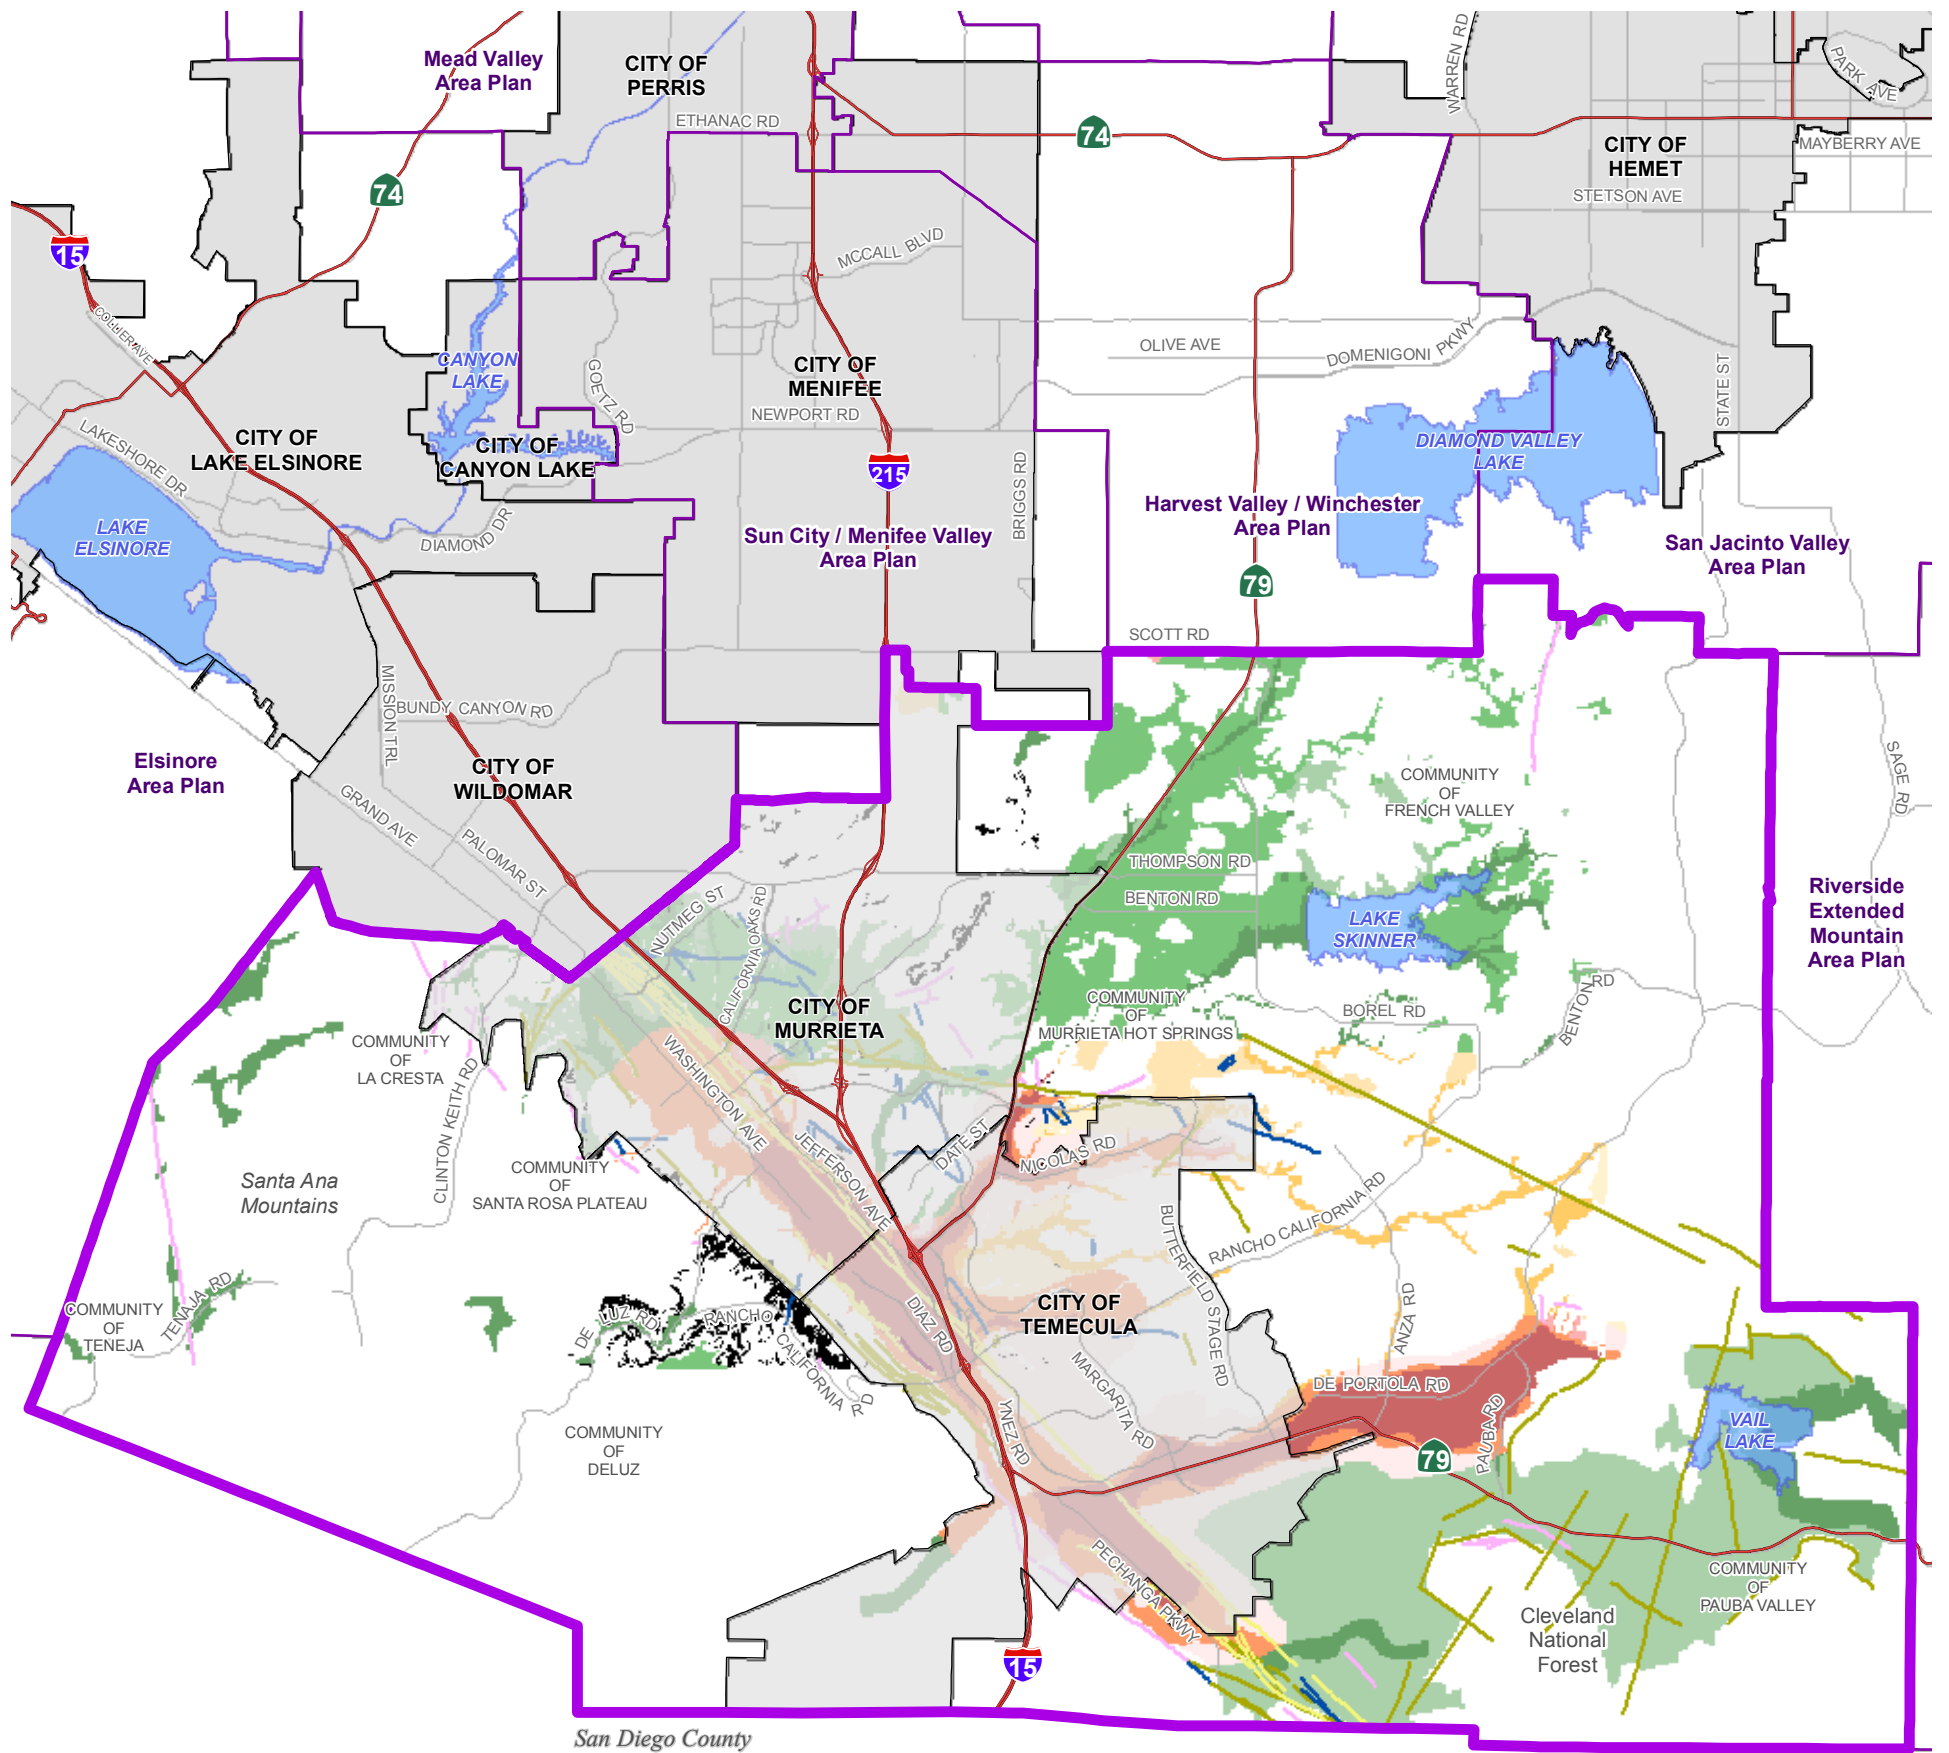 Mead Valley
Area Plan
CITY OF
PERRIS
ETHANAC RD
74
WARREN RD
PARK AVE
CITY OF
HEMET
MAYBERRY AVE
STETSON AVE
74
15
MCCALL BLVD
COLLIER AVE
CANYON
LAKE
GOETZ RD
CITY OF
MENIFEE
NEWPORT RD
OLIVE AVE
DOMENIGONI PKWY
STATE ST
LAKESHORE DR
CITY OF
LAKE ELSINORE
CITY OF
CANYON LAKE
215
BRIGGS RD
DIAMOND VALLEY
LAKE
Harvest Valley / Winchester
Area Plan
LAKE
ELSINORE
DIAMOND DR
Sun City / Menifee Valley
Area Plan
San Jacinto Valley
Area Plan
79
SCOTT RD
MISSION TRL
BUNDY CANYON RD
Elsinore
Area Plan
CITY OF
WILDOMAR
GRAND AVE
PALOMAR ST
COMMUNITY
OF
FRENCH VALLEY
SAGE RD
THOMPSON RD
BENTON RD
NUTMEG ST
CALIFORNIA OAKS RD
LAKE
SKINNER
Riverside
Extended
Mountain
Area Plan
CITY OF
MURRIETA
COMMUNITY
OF
MURRIETA HOT SPRINGS
BOREL RD
BENTON RD
COMMUNITY
OF
LA CRESTA
CLINTON KEITH RD
WASHINGTON AVE
JEFFERSON AVE
DATE ST
NICOLAS RD
Santa Ana
Mountains
COMMUNITY
OF
SANTA ROSA PLATEAU
BUTTERFIELD STAGE RD
RANCHO CALIFORNIA RD
COMMUNITY
OF
TENEJA
TENAJA RD
DE LUZ RD
RANCHO CALIFORNIA RD
DIAZ RD
CITY OF
TEMECULA
MARGARITA RD
ANZA RD
DE PORTOLA RD
PAUBA RD
79
VAIL
LAKE
YNEZ RD
COMMUNITY
OF
DELUZ
PECHANGA PKWY
COMMUNITY
OF
PAUBA VALLEY
Cleveland
National
Forest
15
San Diego County